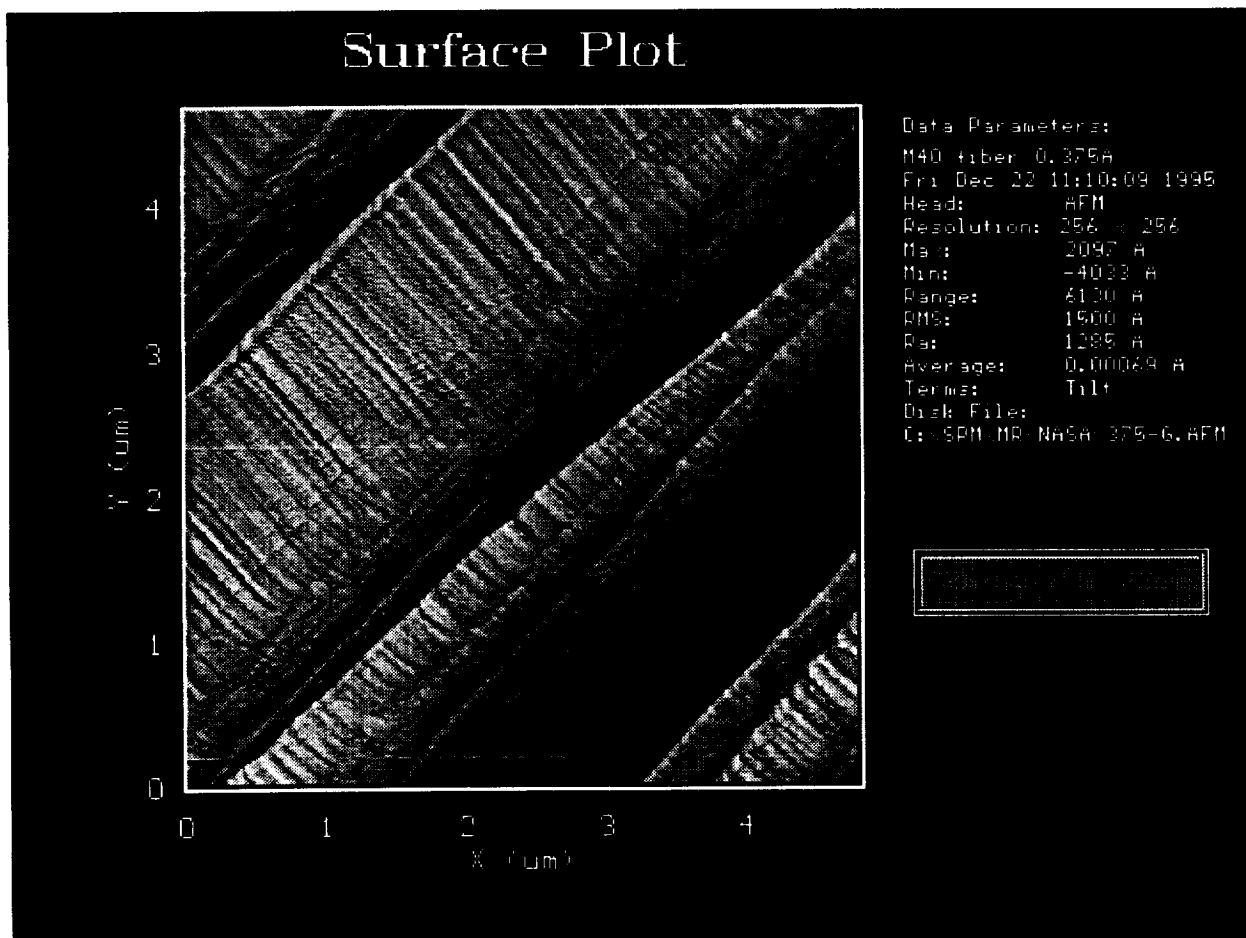 Surface Plot
Data Parameters:
M40 fiber 0.375A
Fri Dec 22 11:10:09 1995
Head: AFM
Resolution: 256 x 256
Max: 2097 A
Min: -4033 A
Range: 6130 A
RMS: 1500 A
Ra: 1285 A
Average: 0.00069 A
Terms: Tilt
Disk File:
C: SPM MR NASA 375-6.AFM
4
3
2
1
0
Y (um)
0 1 2 3 4
X (um)